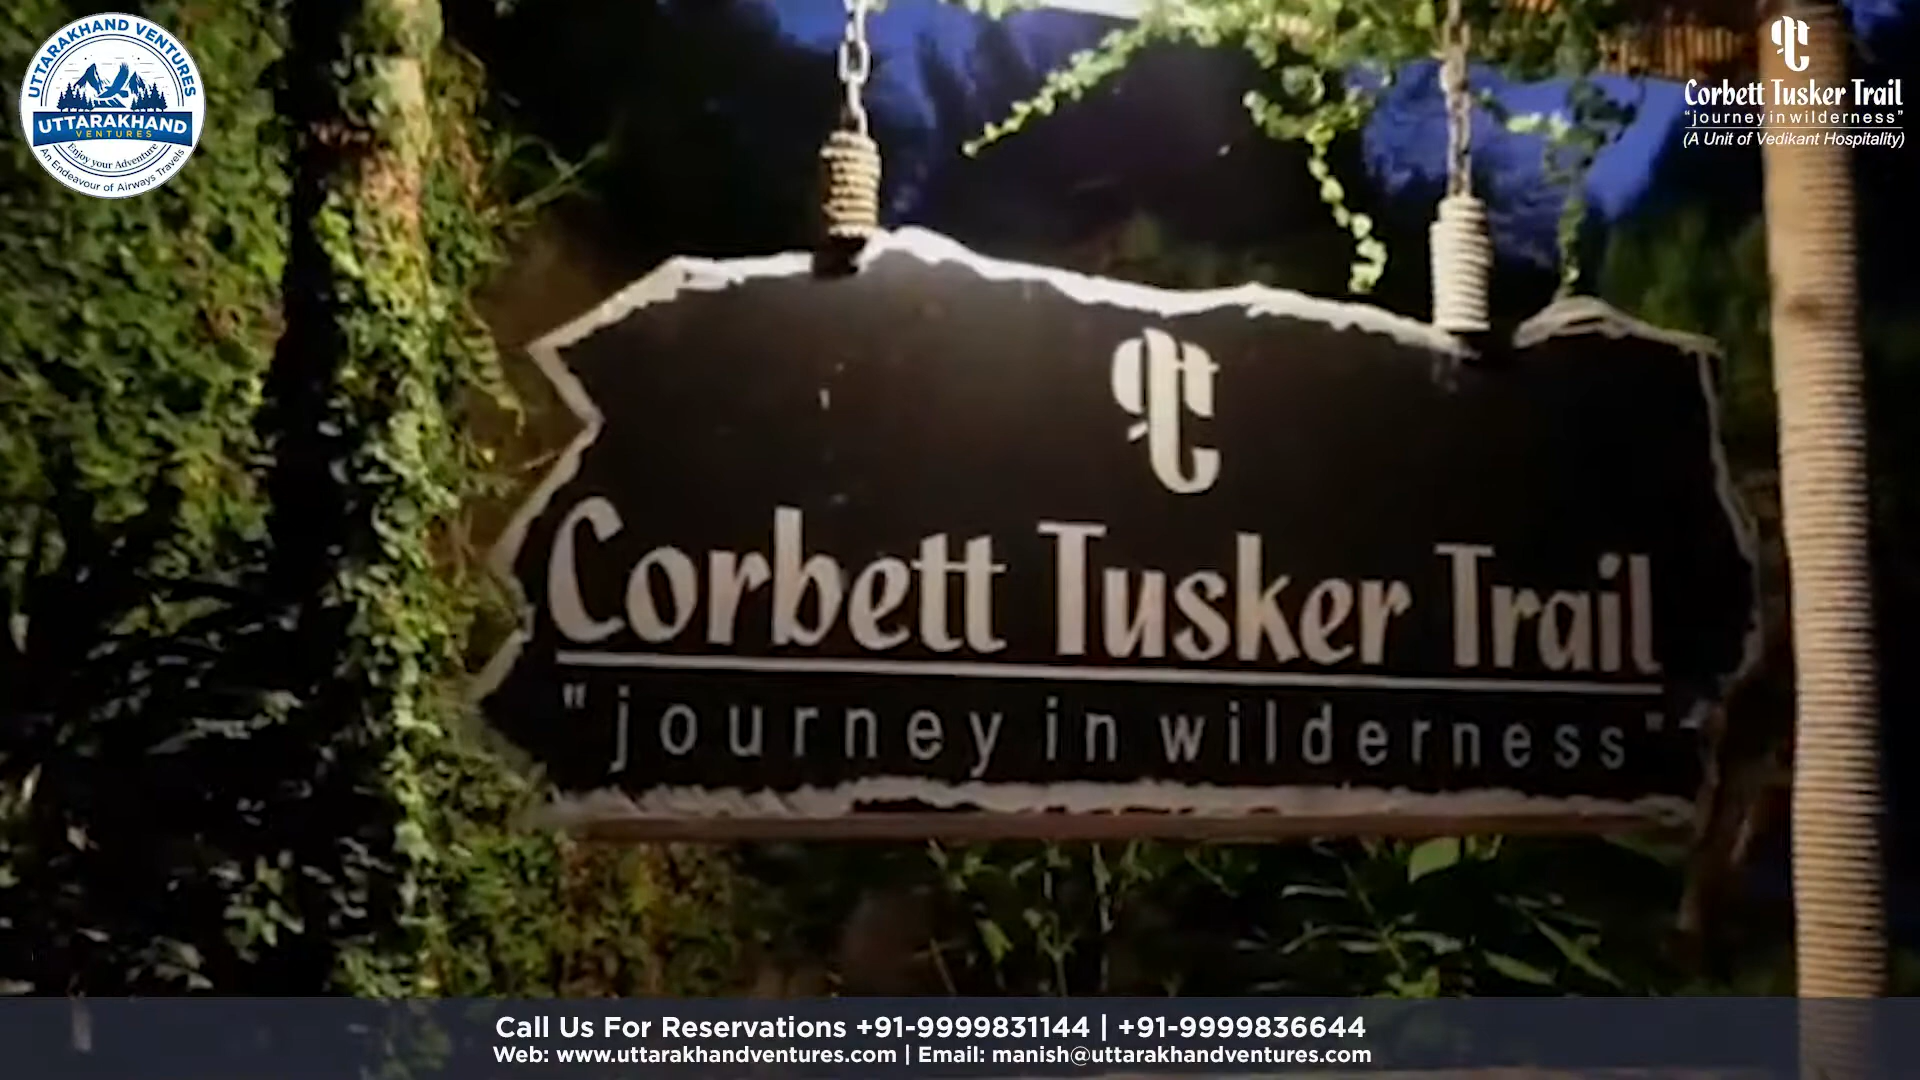 UTTARAKHAND VENTURES
UTTARAKHAND
VENTURES
Enjoy your Adventure
An Endeavour of Airways Travels
Corbett Tusker Trail
"journey in wilderness"
(A Unit of Vedikant Hospitality)
Corbett Tusker Trail
"journey in wilderness"
Call Us For Reservations +91-9999831144 | +91-9999836644
Web: www.uttarakhandventures.com | Email: manish@uttarakhandventures.com